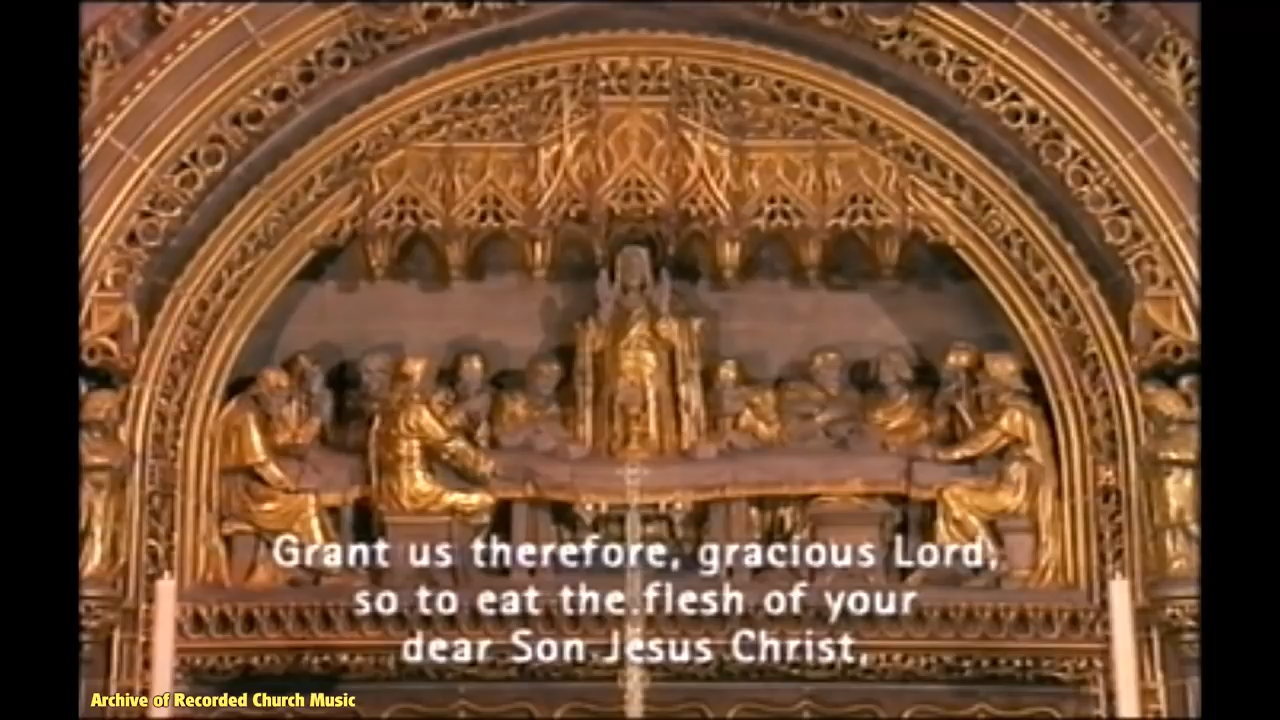 Grant us therefore, gracious Lord,
so to eat the flesh of your
dear Son Jesus Christ,
Archive of Recorded Church Music